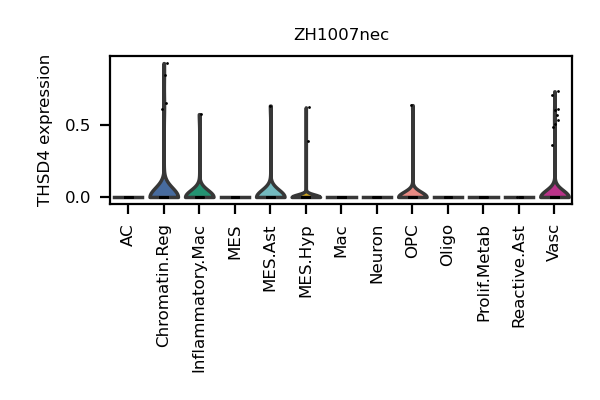 ZH1007nec
THSD4 expression
0.5
0.0
AC
Chromatin.Reg
Inflammatory.Mac
MES
MES.Ast
MES.Hyp
Mac
Neuron
OPC
Oligo
Prolif.Metab
Reactive.Ast
Vasc